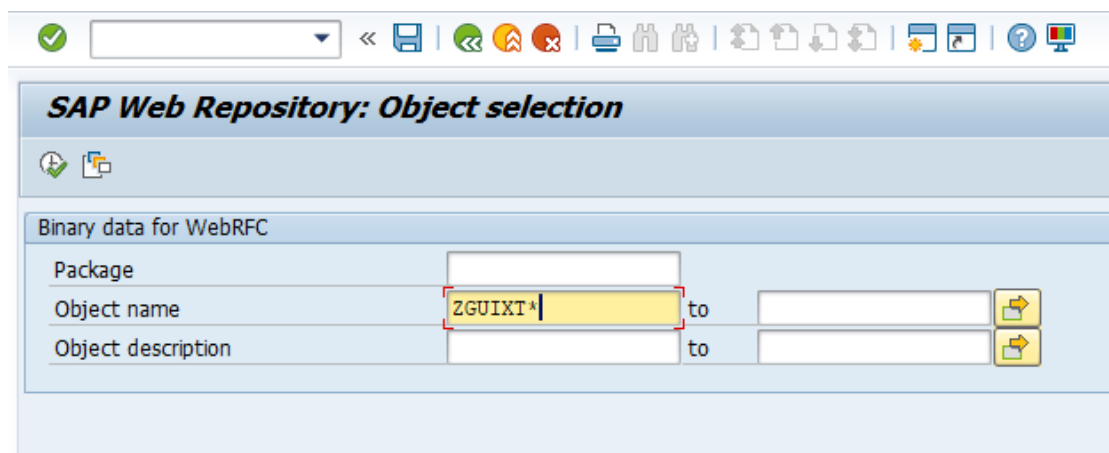 SAP Web Repository: Object selection
Binary data for WebRFC
Package
Object name ZGUIXT* to
Object description to